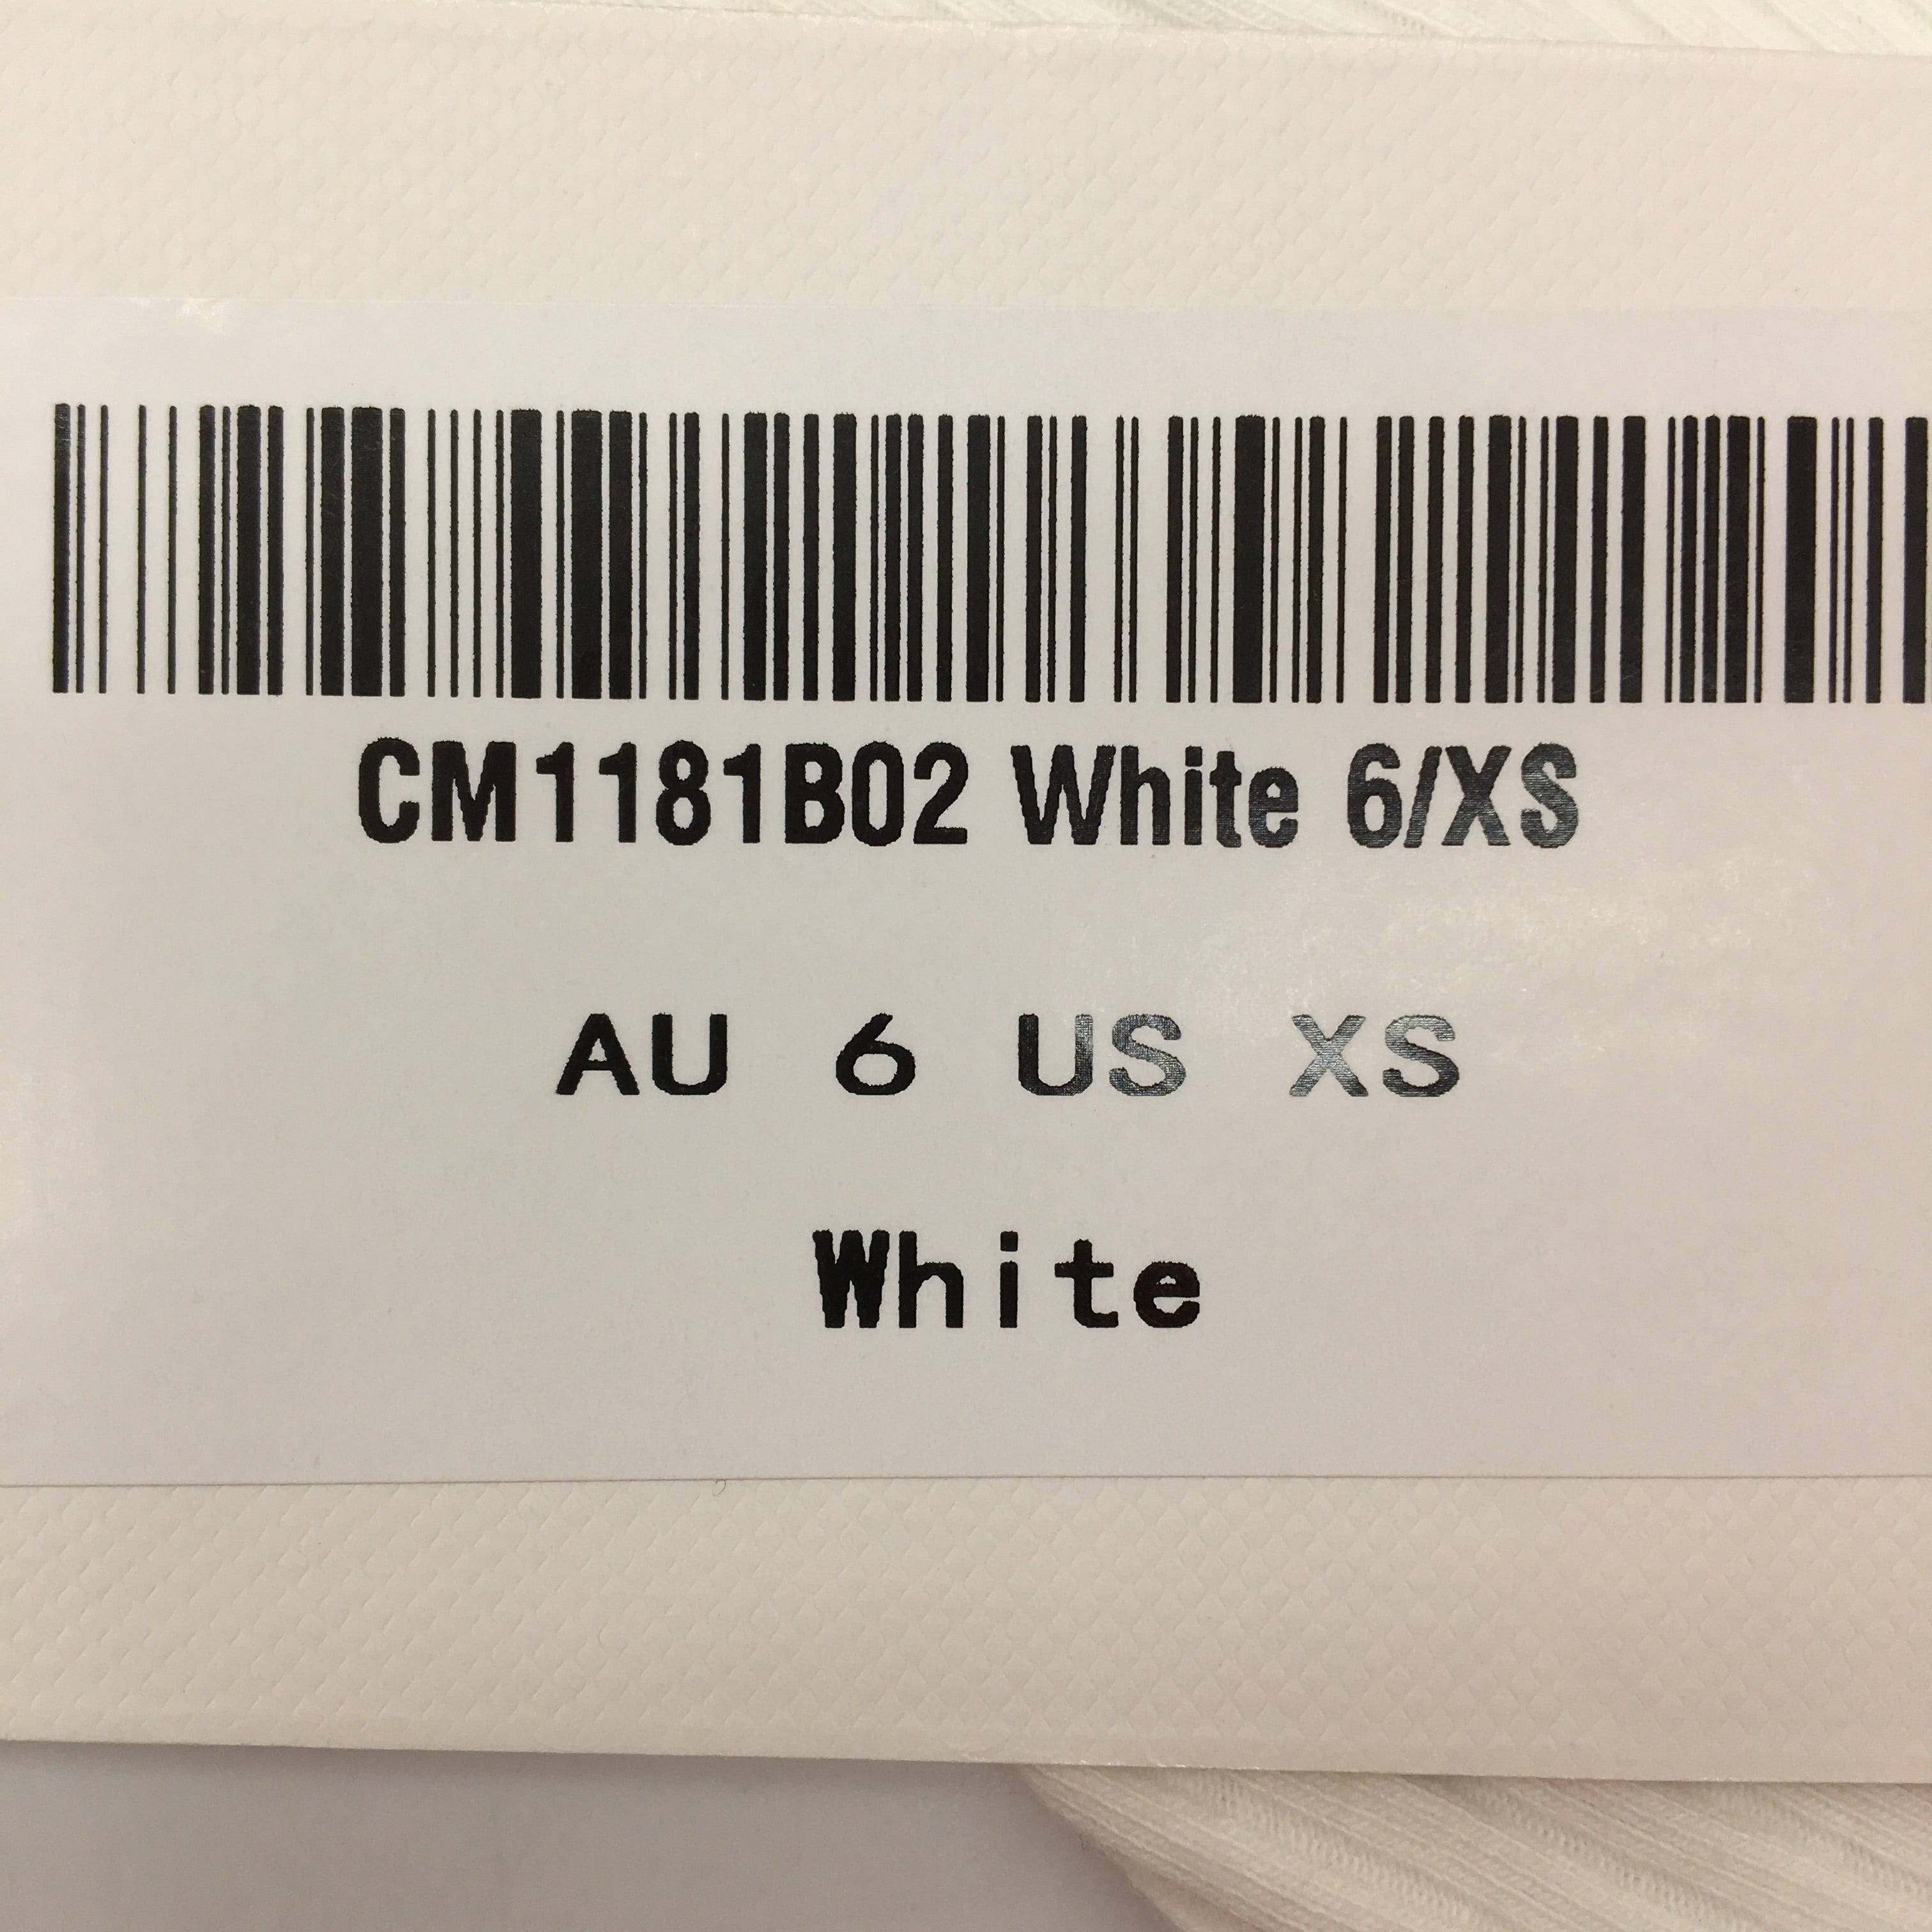 CM1181B02 White 6/XS
AU 6 US XS
White